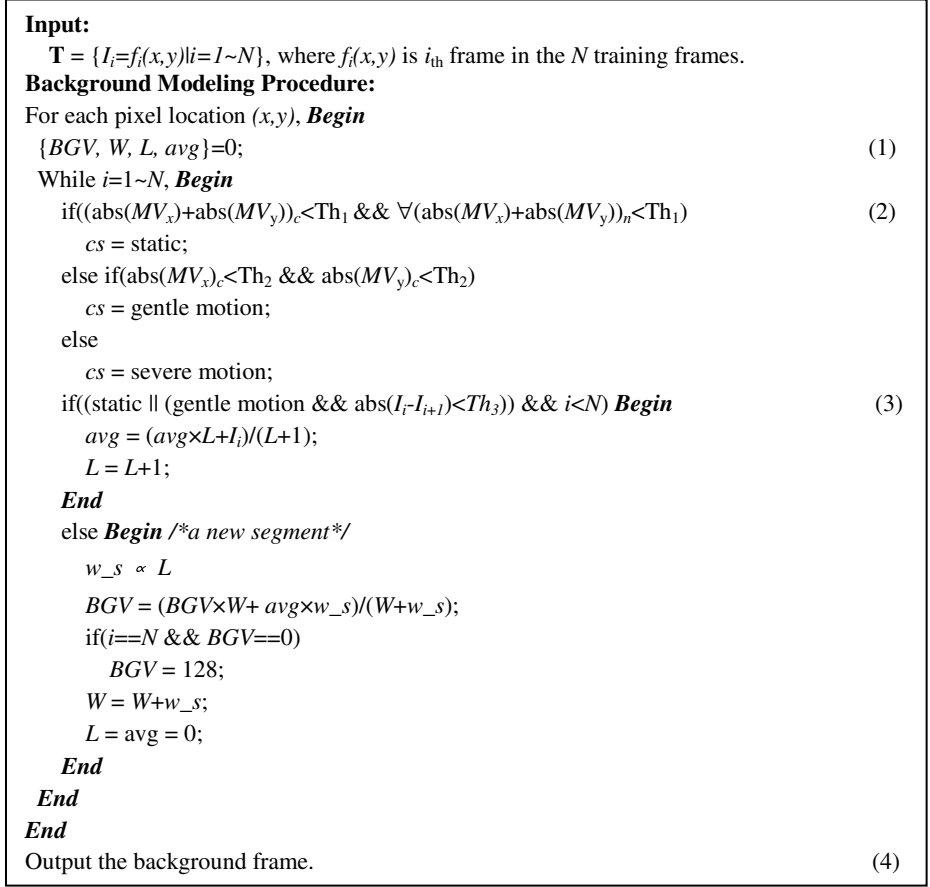 Input:
T = {Ii=fi(x,y)|i=1~N}, where fi(x,y) is ith frame in the N training frames.
Background Modeling Procedure:
For each pixel location (x,y), Begin
{BGV, W, L, avg}=0; (1)
While i=1~N, Begin
if((abs(MVx)+abs(MVy))c<Th1 && ∀(abs(MVx)+abs(MVy))n<Th1) (2)
cs = static;
else if(abs(MVx)c<Th2 && abs(MVy)c<Th2)
cs = gentle motion;
else
cs = severe motion;
if((static || (gentle motion && abs(Ii-Ii+1)<Th3)) && i<N) Begin (3)
avg = (avg×L+Ii)/(L+1);
L = L+1;
End
else Begin /*a new segment*/
w_s ∝ L
BGV = (BGV×W+ avg×w_s)/(W+w_s);
if(i==N && BGV==0)
BGV = 128;
W = W+w_s;
L = avg = 0;
End
End
End
Output the background frame. (4)